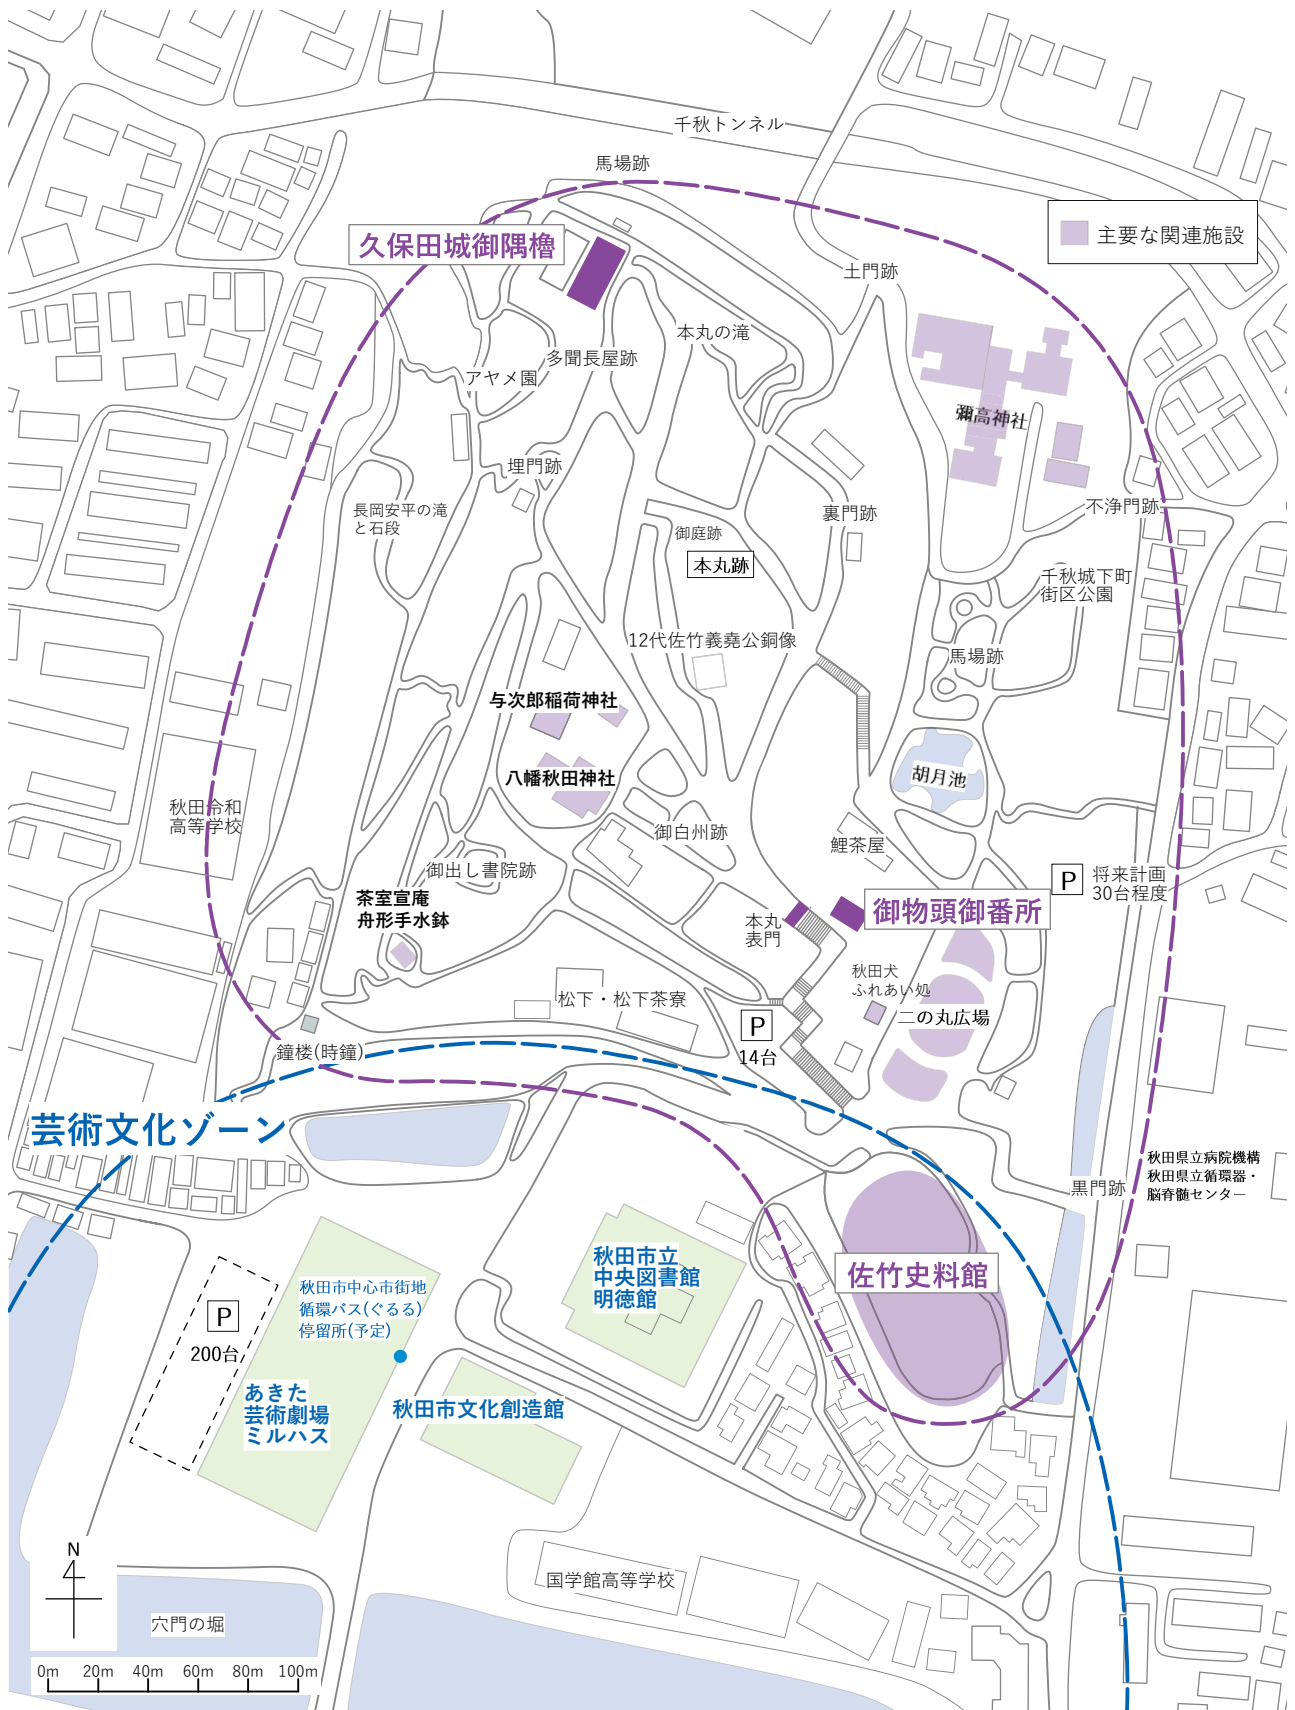 千秋トンネル
馬場跡
主要な関連施設
久保田城御隅櫓
土門跡
本丸の滝
多聞長屋跡
アヤメ園
彌高神社
埋門跡
不浄門跡
長岡安平の滝
と石段
裏門跡
御庭跡
本丸跡
千秋城下町
街区公園
12代佐竹義堯公銅像
馬場跡
与次郎稲荷神社
八幡秋田神社
胡月池
秋田令和
高等学校
御白州跡
鯉茶屋
御出し書院跡
P
将来計画
30台程度
茶室宣庵
舟形手水鉢
御物頭御番所
本丸
表門
秋田犬
ふれあい処
松下・松下茶寮
二の丸広場
P
14台
鐘楼(時鐘)
芸術文化ゾーン
秋田県立病院機構
秋田県立循環器・
脳脊髄センター
黒門跡
秋田市立
中央図書館
明徳館
佐竹史料館
秋田市中心市街地
循環バス(ぐるる)
停留所(予定)
P
200台
あきた
芸術劇場
ミルハス
秋田市文化創造館
N
国学館高等学校
穴門の堀
0m 20m 40m 60m 80m 100m